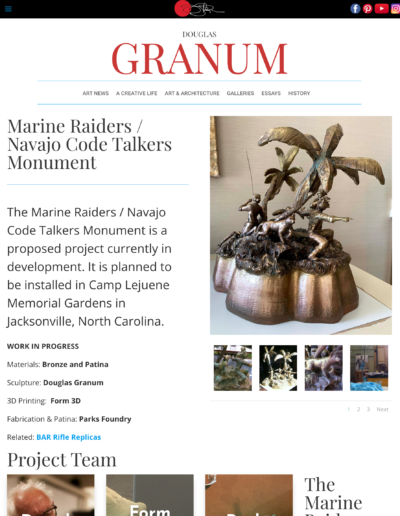 DOUGLAS
GRANUM
ART NEWS A CREATIVE LIFE ART & ARCHITECTURE GALLERIES ESSAYS HISTORY
Marine Raiders /
Navajo Code Talkers
Monument
The Marine Raiders / Navajo
Code Talkers Monument is a
proposed project currently in
development. It is planned to
be installed in Camp Lejuene
Memorial Gardens in
Jacksonville, North Carolina.
WORK IN PROGRESS
Materials: Bronze and Patina
Sculpture: Douglas Granum
3D Printing: Form 3D
Fabrication & Patina: Parks Foundry
Related: BAR Rifle Replicas
1 2 3 Next
Project Team
Form
The
Marine